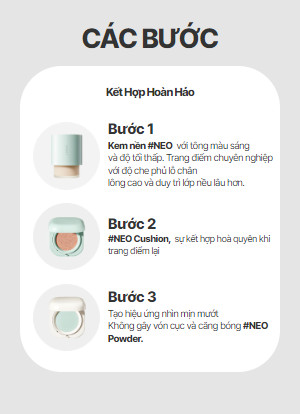 CÁC BƯỚC
Kết Hợp Hoàn Hảo
Bước 1
Kem nền #NEO với tông màu sáng
và độ tối thấp. Trang điểm chuyên nghiệp
với độ che phủ lỗ chân
lông cao và duy trì lớp nều lâu hơn.
Bước 2
#NEO Cushion, sự kết hợp hoà quyên khi
trang điểm lại
Bước 3
Tạo hiệu ứng nhìn mịn mướt
Không gây vón cục và căng bóng #NEO
Powder.